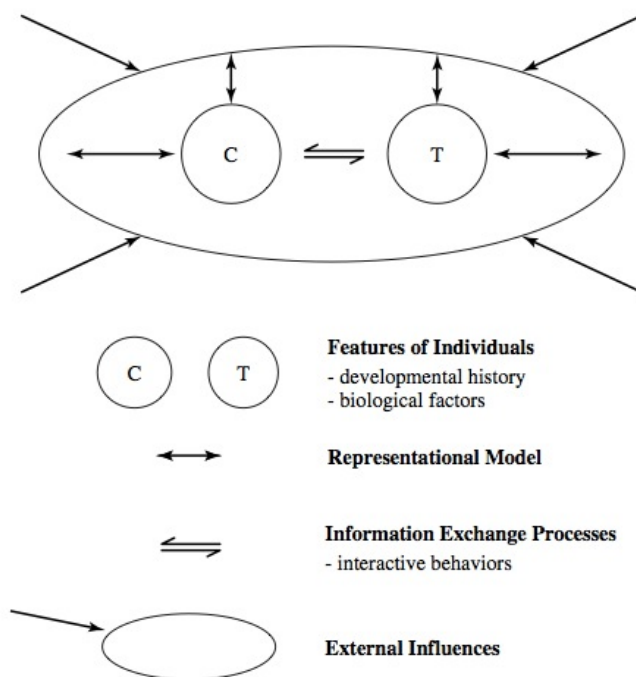 C
T
C
T
Features of Individuals
- developmental history
- biological factors
Representational Model
Information Exchange Processes
- interactive behaviors
External Influences